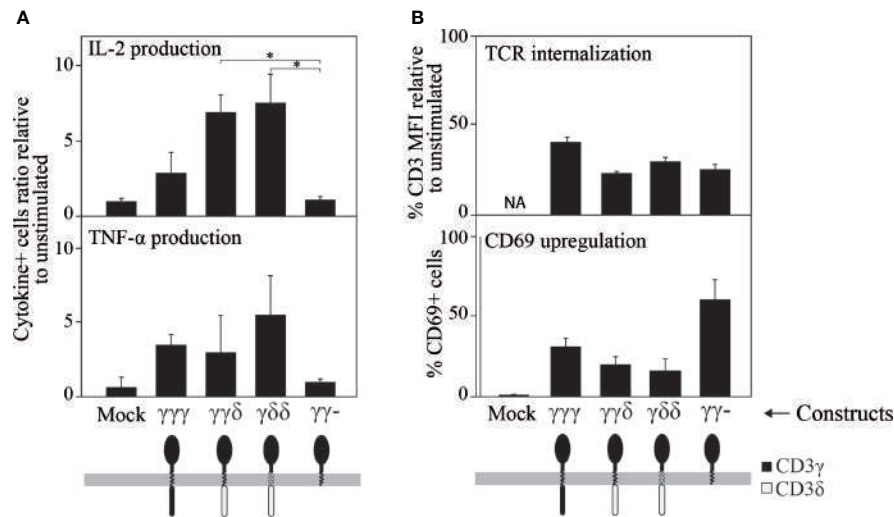 A
IL-2 production
10
5
0
*
*
TNF-α production
10
5
0
Cytokine+ cells ratio relative
to unstimulated
Mock γγγ γγδ γδδ γγ-
B
TCR internalization
100
50
0
NA
% CD3 MFI relative
to unstimulated
CD69 upregulation
100
50
0
% CD69+ cells
Mock γγγ γγδ γδδ γγ-
← Constructs
CD3γ
CD3δ